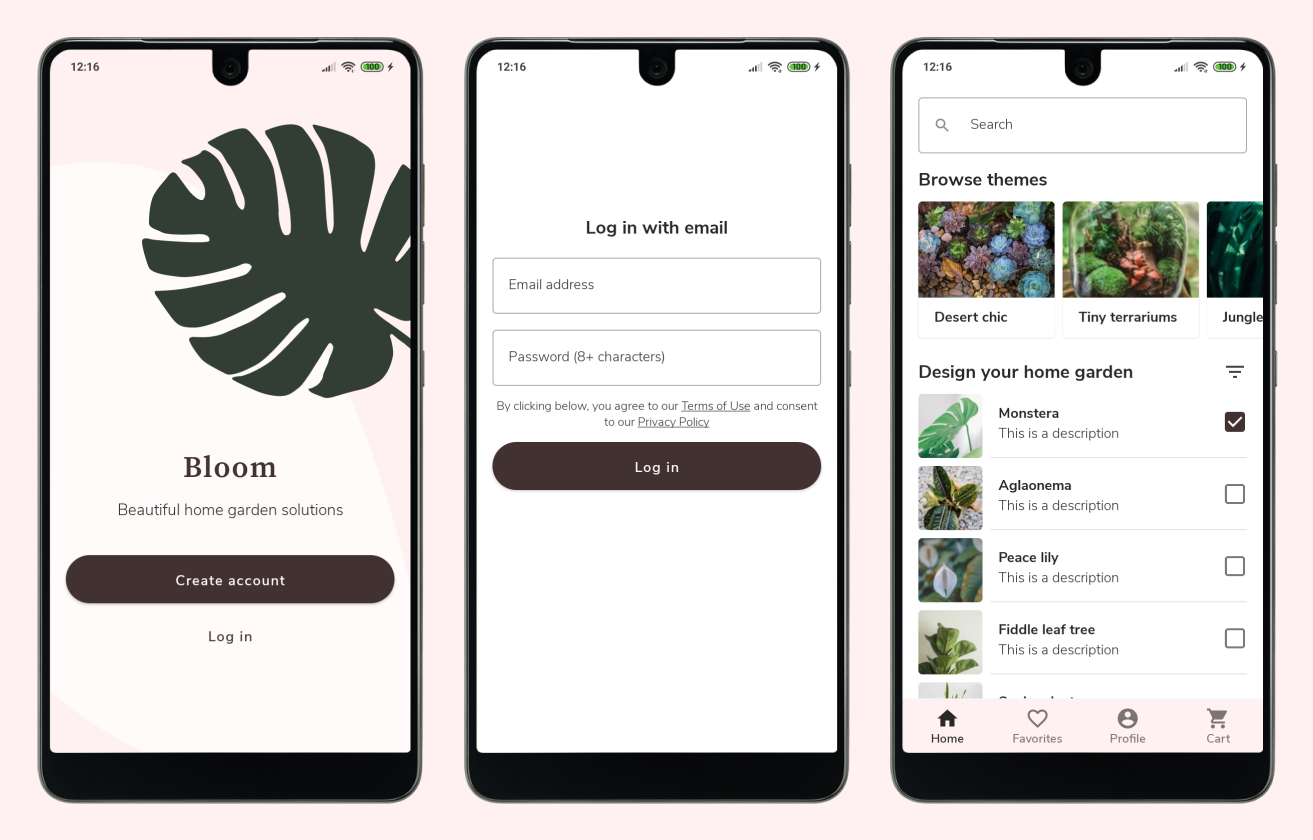 12:16
100
Bloom
Beautiful home garden solutions
Create account
Log in
12:16
100
Log in with email
Email address
Password (8+ characters)
By clicking below, you agree to our Terms of Use and consent
to our Privacy Policy
Log in
12:16
100
Search
Browse themes
Desert chic
Tiny terrariums
Jungle
Design your home garden
Monstera
This is a description
Aglaonema
This is a description
Peace lily
This is a description
Fiddle leaf tree
This is a description
Home
Favorites
Profile
Cart